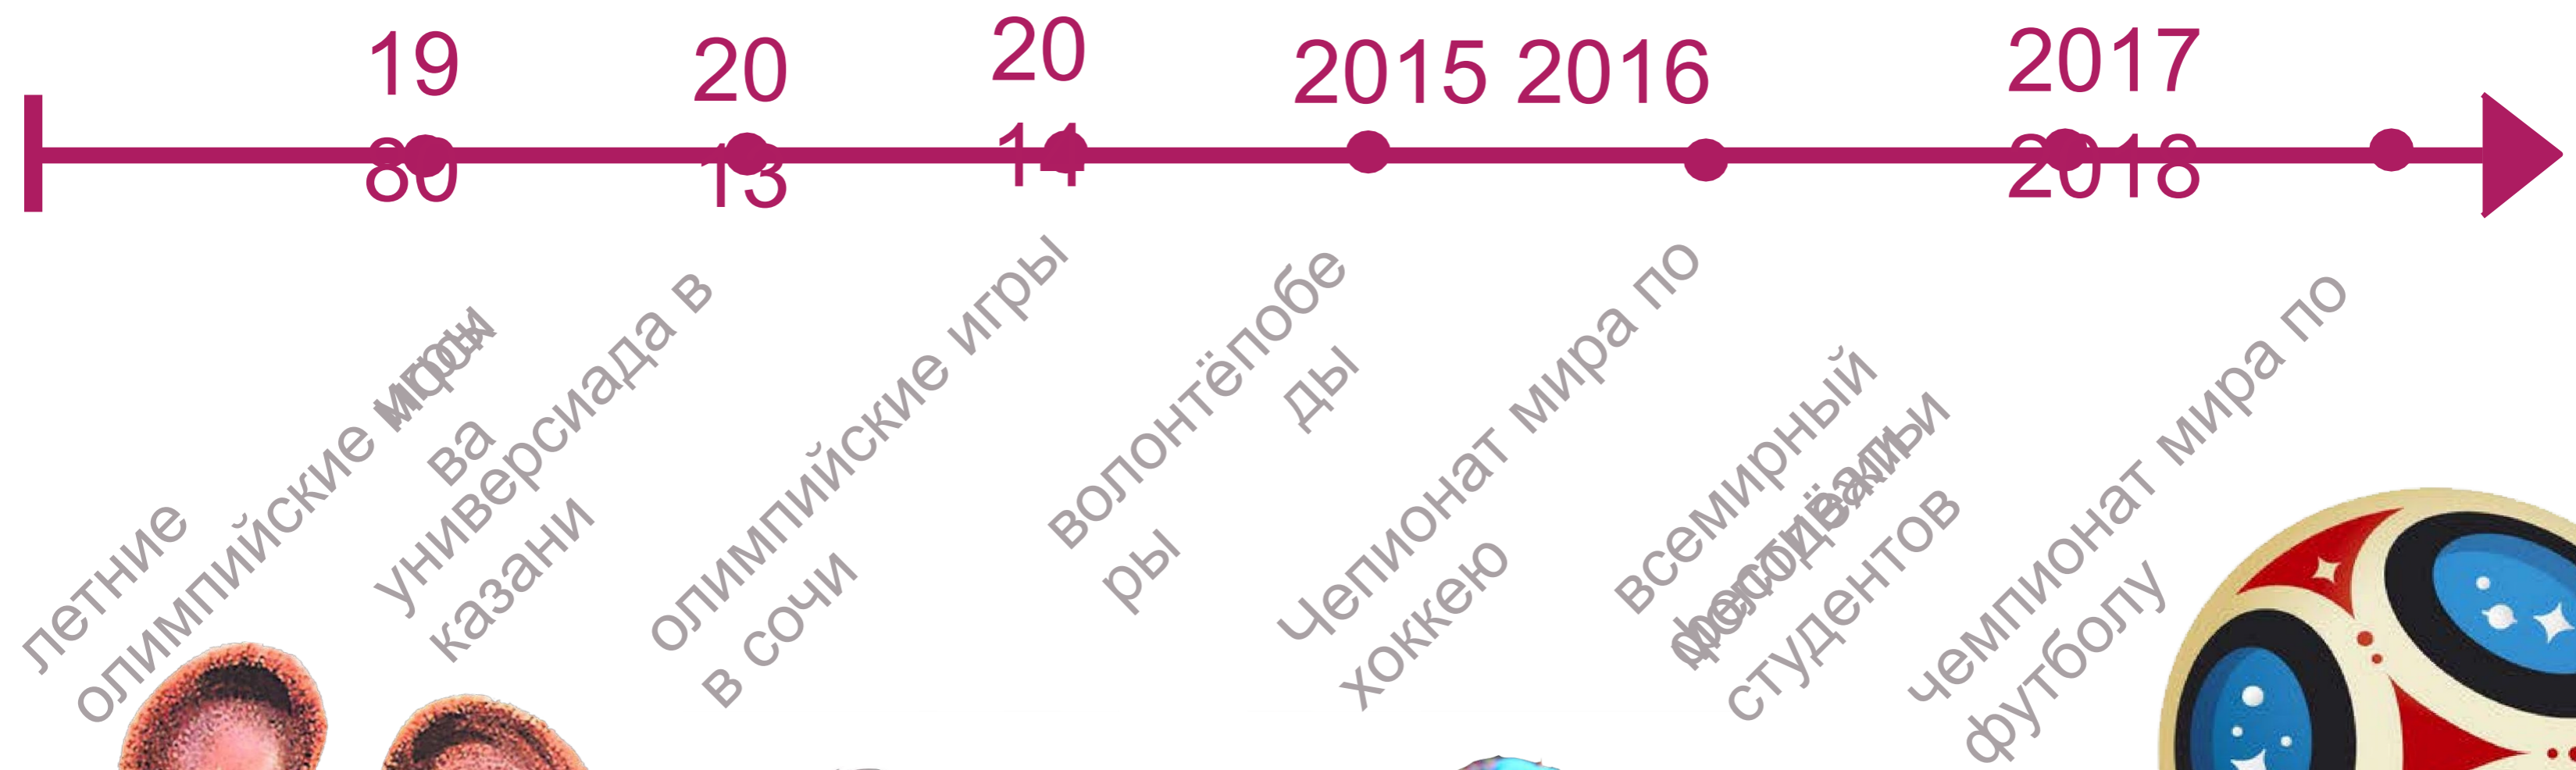 19
80
20
13
20
14
2015 2016
2017
2018
летние
олимпийские игры
ва
универсиада в
казани
олимпийские игры
в сочи
волонтёпобе
ды
ры
Чепионат мира по
хоккею
всемирный
студентов
чемпионат мира по
футболу